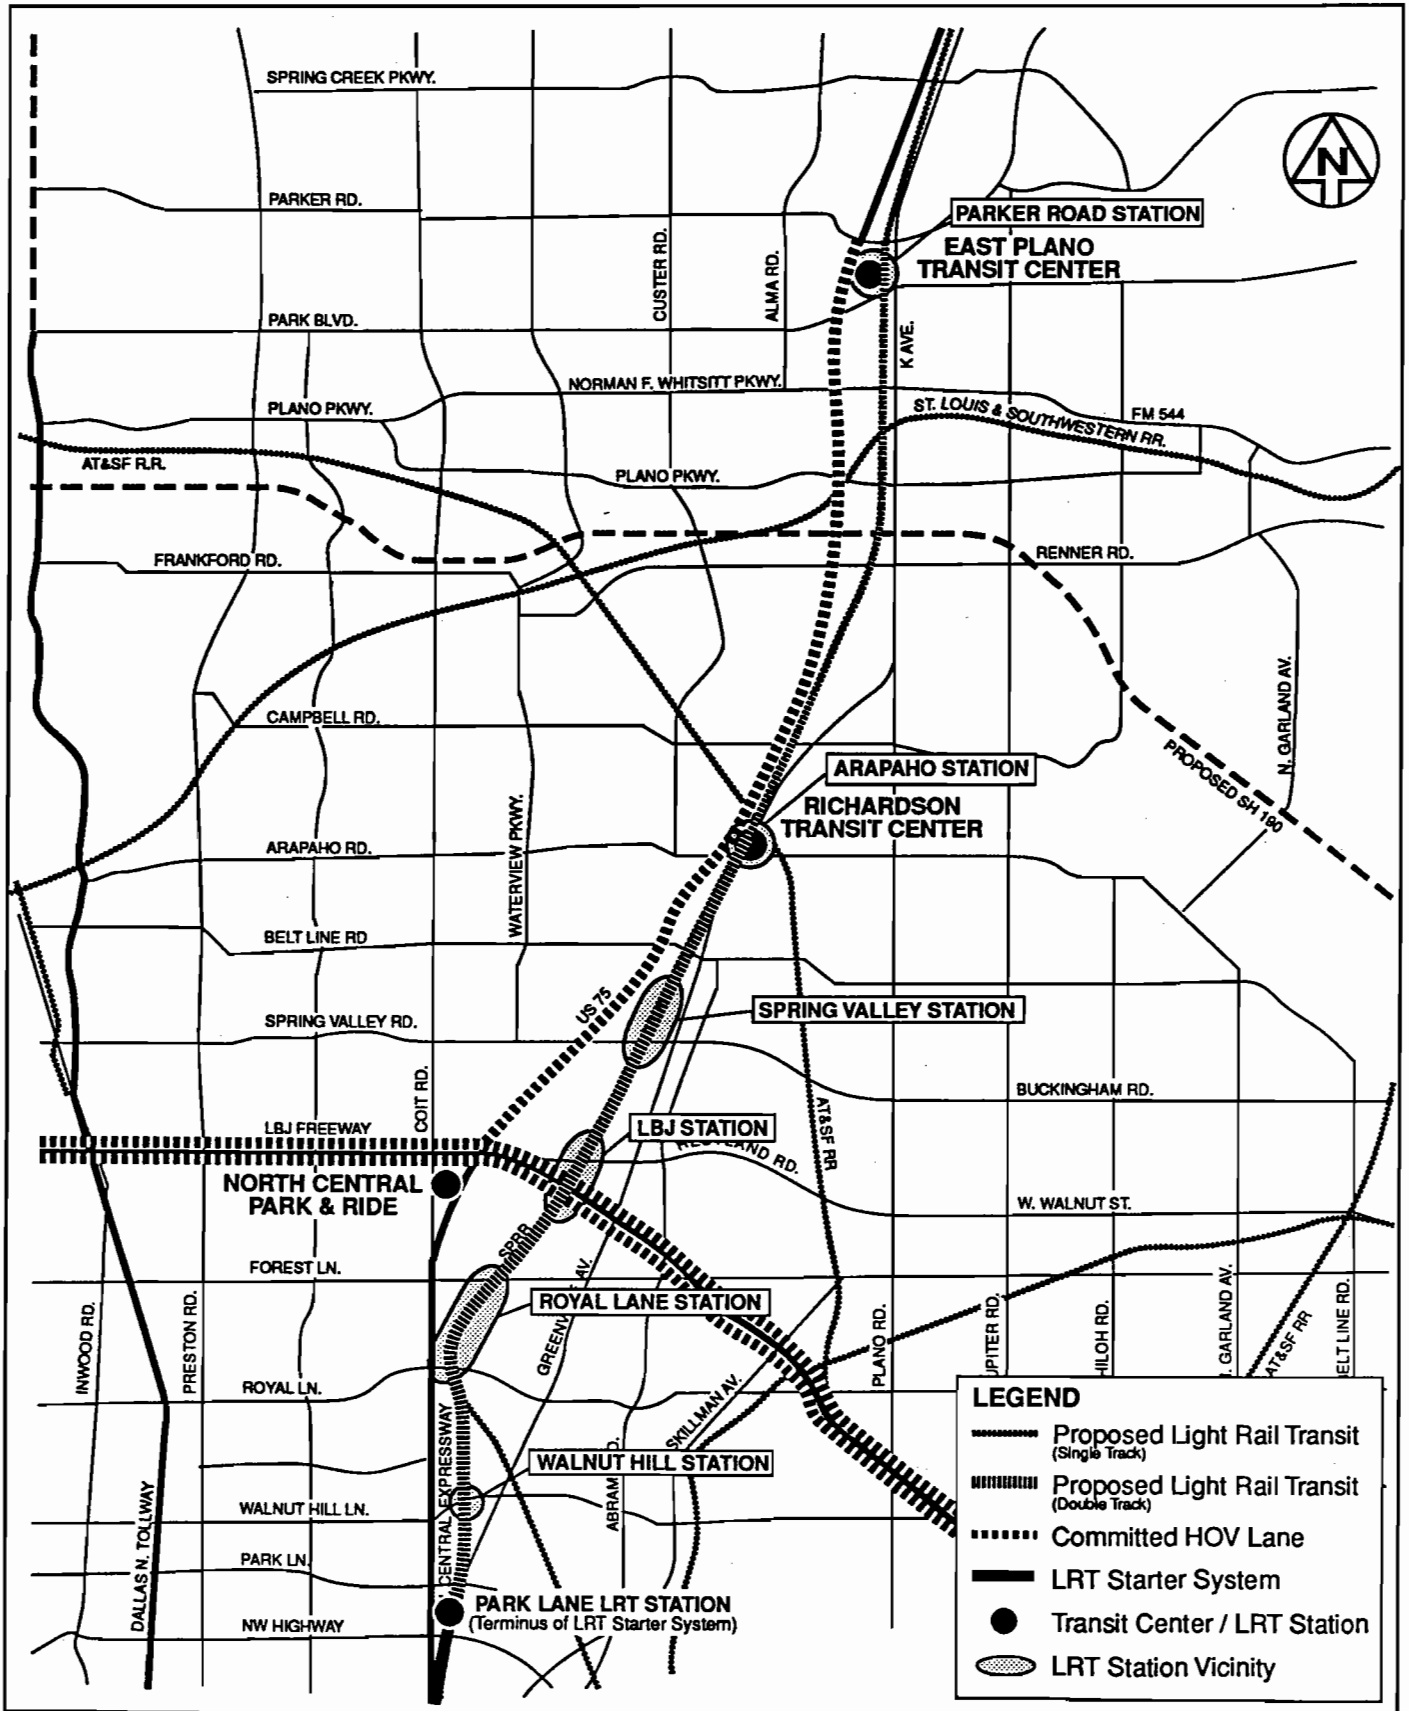 SPRING CREEK PKWY.
N
PARKER RD.
PARKER ROAD STATION
EAST PLANO
TRANSIT CENTER
CUSTER RD.
ALMA RD.
PARK BLVD.
K AVE.
NORMAN F. WHITSITT PKWY.
PLANO PKWY.
ST. LOUIS & SOUTHWESTERN RR.
FM 544
AT&SF R.R.
PLANO PKWY.
FRANKFORD RD.
RENNER RD.
N. GARLAND AV.
CAMPBELL RD.
PROPOSED SH 190
ARAPAHO STATION
RICHARDSON
TRANSIT CENTER
ARAPAHO RD.
WATERVIEW PKWY.
BELT LINE RD
US 75
SPRING VALLEY STATION
SPRING VALLEY RD.
COIT RD.
BUCKINGHAM RD.
AT&SF RR
LBJ FREEWAY
LBJ STATION
RD.
NORTH CENTRAL
PARK & RIDE
W. WALNUT ST.
SPRR
FOREST LN.
ROYAL LANE STATION
INWOOD RD.
PRESTON RD.
GREENV
AV.
PLANO RD.
UPITER RD.
HILOH RD.
. GARLAND AV.
AT&SF RR
ELT LINE RD.
ROYAL LN.
SKILLMAN AV.
CENTRAL EXPRESSWAY
WALNUT HILL STATION
ABRAM
D.
WALNUT HILL LN.
DALLAS N. TOLLWAY
PARK LN.
PARK LANE LRT STATION
(Terminus of LRT Starter System)
NW HIGHWAY
LEGEND
Proposed Light Rail Transit
(Single Track)
Proposed Light Rail Transit
(Double Track)
Committed HOV Lane
LRT Starter System
Transit Center / LRT Station
LRT Station Vicinity